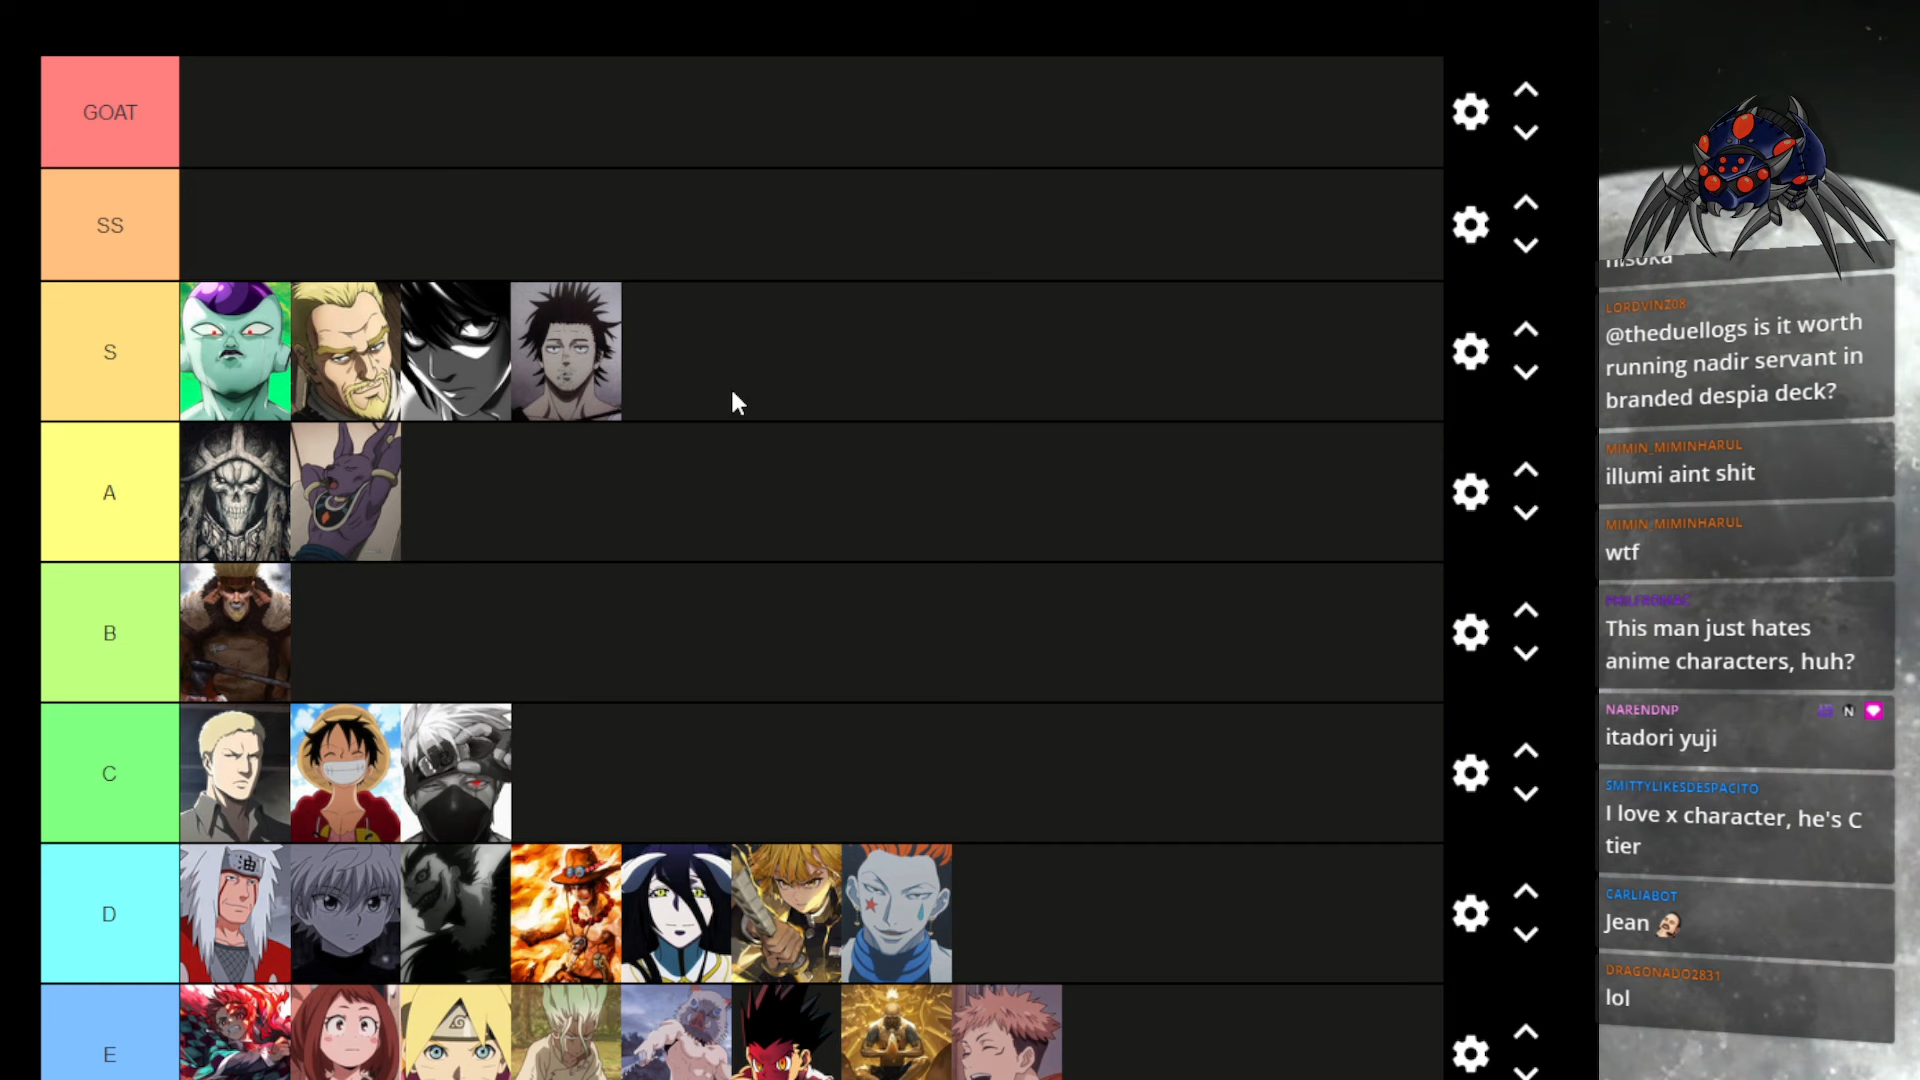 GOAT
SS
S
A
B
C
D
E
hisoka
LORDVINZ08
@theduellogs is it worth
running nadir servant in
branded despia deck?
MIMIN_MIMINHARUL
illumi aint shit
MIMIN_MIMINHARUL
wtf
This man just hates
anime characters, huh?
NARENDNP
N
itadori yuji
SMITTYLIKESDESPACITO
I love x character, he's C
tier
CARLIABOT
Jean
DRAGONADO2831
lol
油